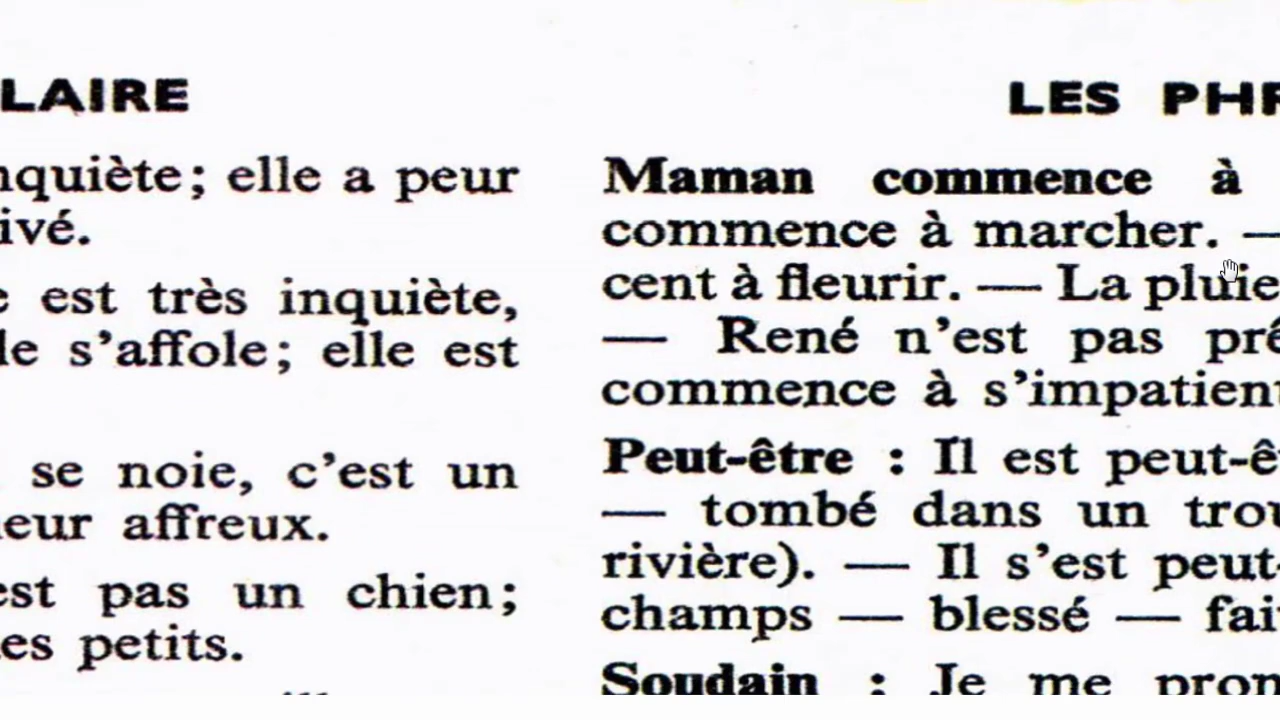 LAIRE
nquiète; elle a peur
ivé.
est très inquiète,
le s'affole; elle est
se noie, c'est un
eur affreux.
est pas un chien;
es petits.
LES PHR
Maman commence à
commence à marcher. —
cent à fleurir. — La pluie
— René n'est pas prê
commence à s'impatient
Peut-être : Il est peut-ê
— tombé dans un trou
rivière). — Il s'est peut-
champs — blessé — fai
Soudain : Je me prom